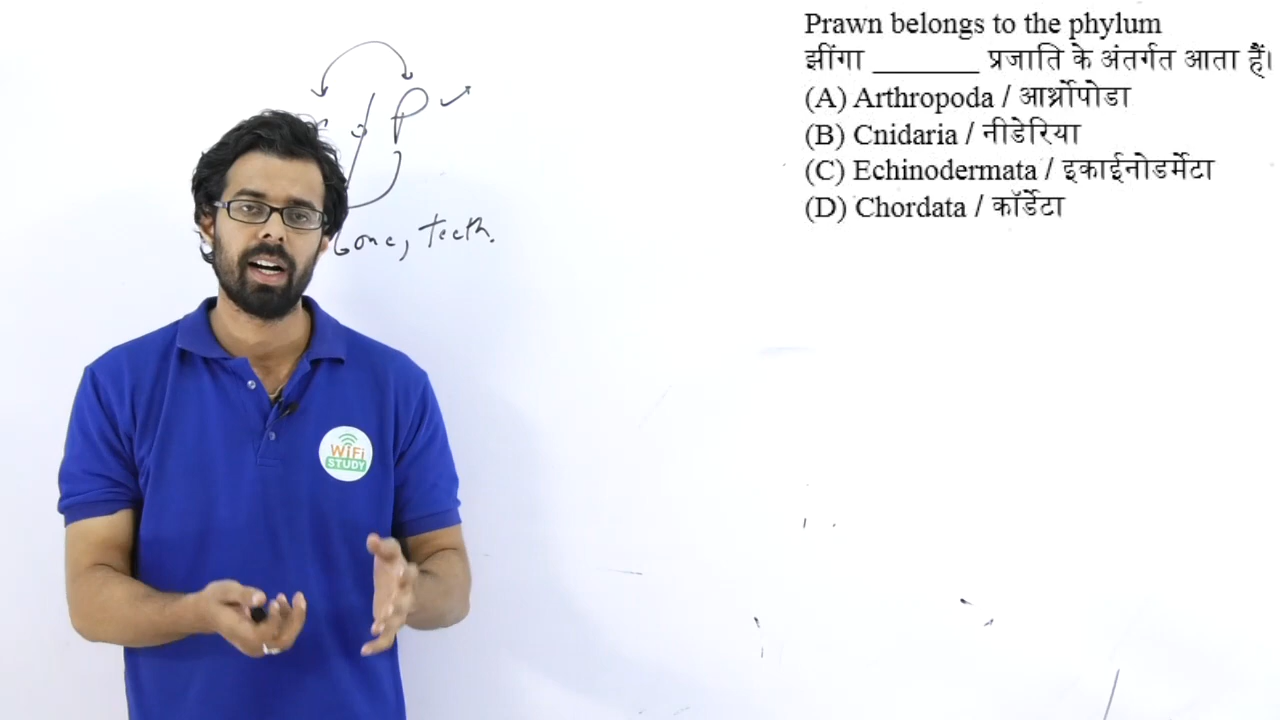 Prawn belongs to the phylum
झींगा ________ प्रजाति के अंतर्गत आता हैं।
(A) Arthropoda / आर्थ्रोपोडा
(B) Cnidaria / नीडेरिया
(C) Echinodermata / इकाईनोडर्मेटा
(D) Chordata / कॉर्डेटा
P
bone, teeth.
WiFi
STUDY